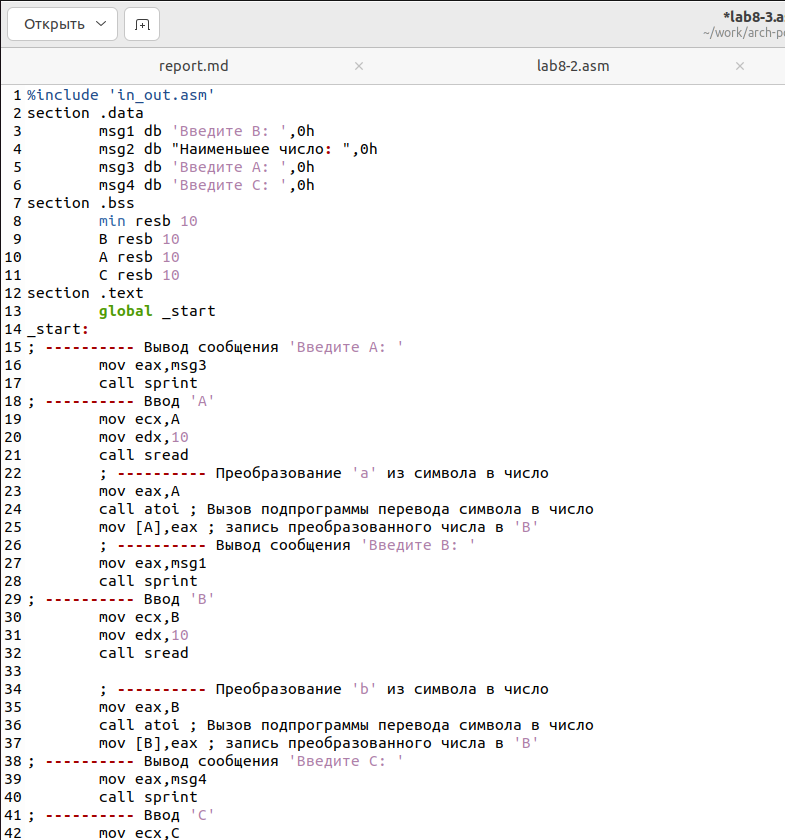 Открыть
*lab8-3.as
~/work/arch-pc
report.md
lab8-2.asm
1 %include 'in_out.asm'
2 section .data
3 msg1 db 'Введите B: ',0h
4 msg2 db "Наименьшее число: ",0h
5 msg3 db 'Введите A: ',0h
6 msg4 db 'Введите C: ',0h
7 section .bss
8 min resb 10
9 B resb 10
10 A resb 10
11 C resb 10
12 section .text
13 global _start
14 _start:
15 ; ---------- Вывод сообщения 'Введите A: '
16 mov eax,msg3
17 call sprint
18 ; ---------- Ввод 'A'
19 mov ecx,A
20 mov edx,10
21 call sread
22 ; ---------- Преобразование 'a' из символа в число
23 mov eax,A
24 call atoi ; Вызов подпрограммы перевода символа в число
25 mov [A],eax ; запись преобразованного числа в 'B'
26 ; ---------- Вывод сообщения 'Введите B: '
27 mov eax,msg1
28 call sprint
29 ; ---------- Ввод 'B'
30 mov ecx,B
31 mov edx,10
32 call sread
33
34 ; ---------- Преобразование 'b' из символа в число
35 mov eax,B
36 call atoi ; Вызов подпрограммы перевода символа в число
37 mov [B],eax ; запись преобразованного числа в 'B'
38 ; ---------- Вывод сообщения 'Введите C: '
39 mov eax,msg4
40 call sprint
41 ; ---------- Ввод 'C'
42 mov ecx,C